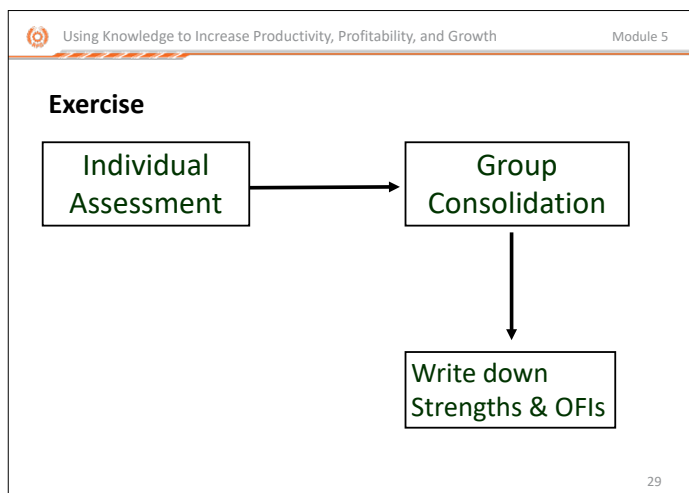 Using Knowledge to Increase Productivity, Profitability, and Growth
Module 5
Exercise
Individual
Assessment
Group
Consolidation
Write down
Strengths & OFIs
29